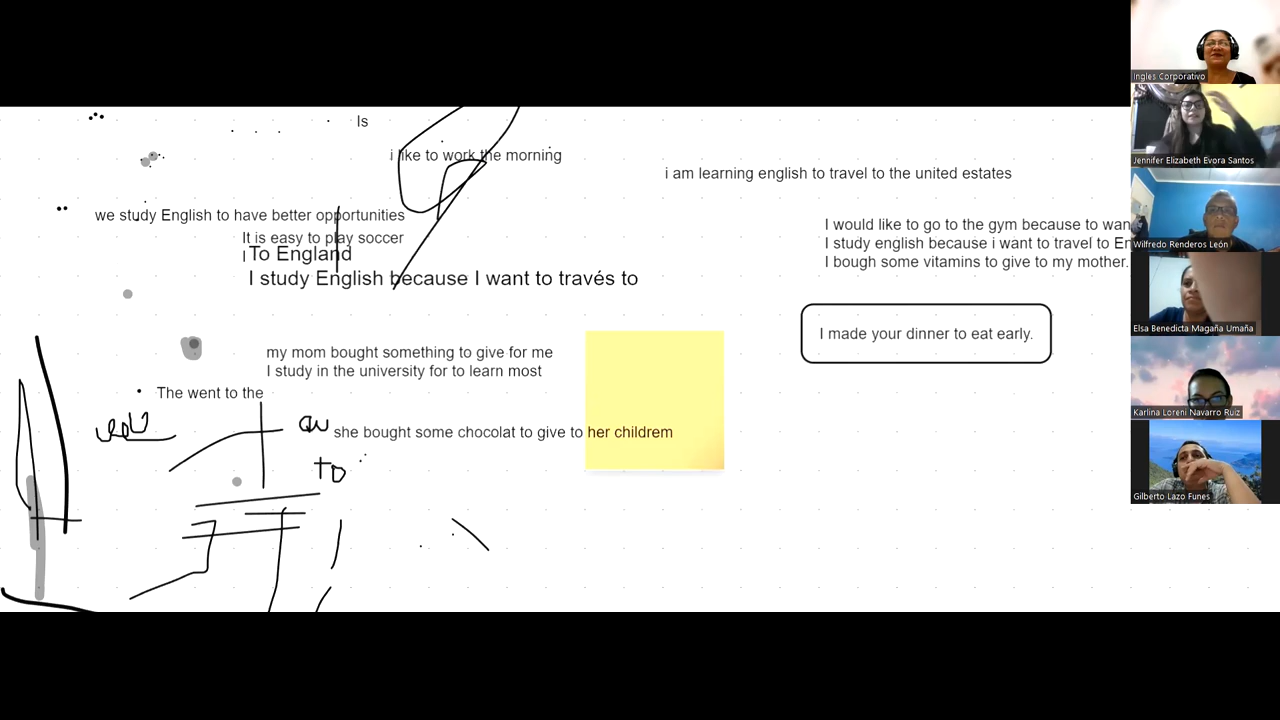 Is
i like to work the morning
i am learning english to travel to the united estates
we study English to have better opportunities
It is easy to play soccer
To England
I study English because I want to través to
I would like to go to the gym because to wan
I study english because i want to travel to En
I bough some vitamins to give to my mother.
I made your dinner to eat early.
my mom bought something to give for me
I study in the university for to learn most
The went to the
she bought some chocolat to give to her childrem
to
Ingles Corporativo
Jennifer Elizabeth Evora Santos
Wilfredo Renderos León
Elsa Benedicta Magaña Umaña
Karlina Loreni Navarro Ruiz
Gilberto Lazo Funes